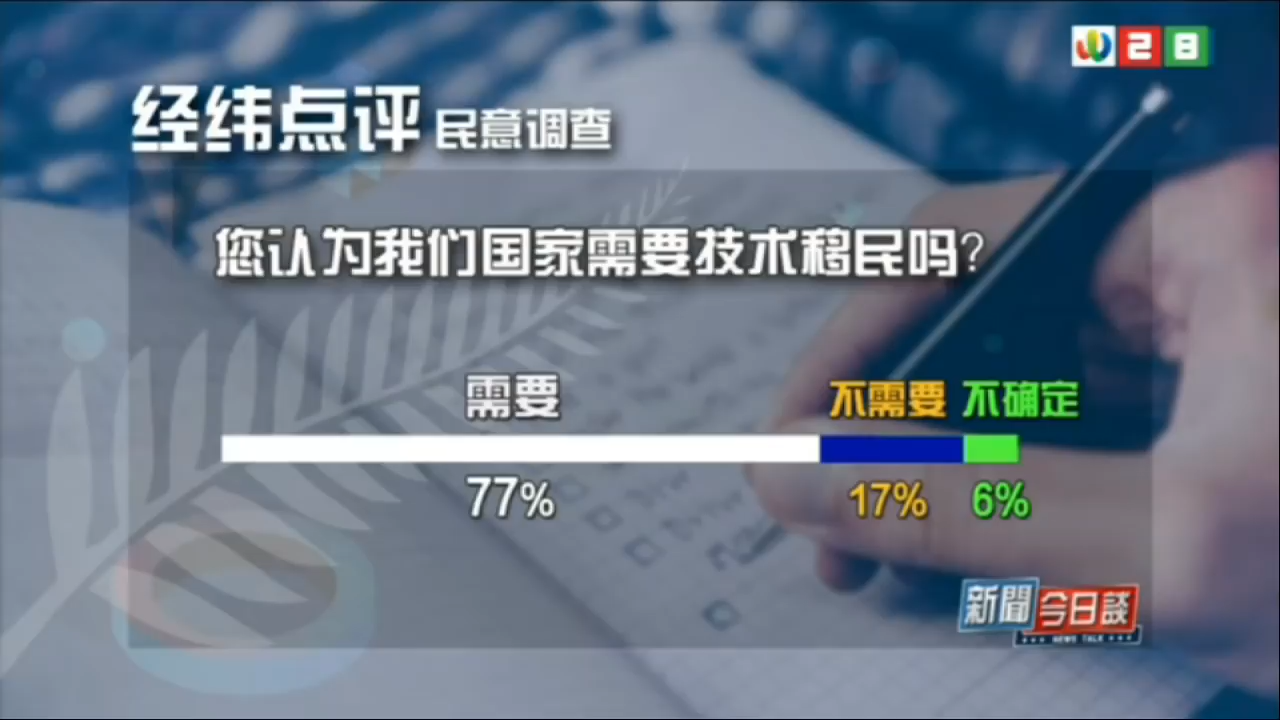 28
经纬点评 民意调查
您认为我们国家需要技术移民吗?
需要 不需要 不确定
77% 17% 6%
新聞今日談
NEWS TALK